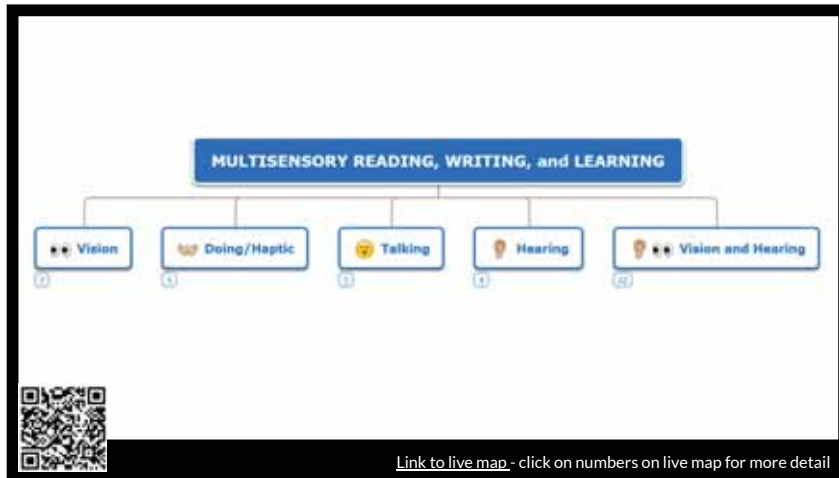 MULTISENSORY READING, WRITING, and LEARNING
Vision
Doing/Haptic
Talking
Hearing
Vision and Hearing
Link to live map - click on numbers on live map for more detail